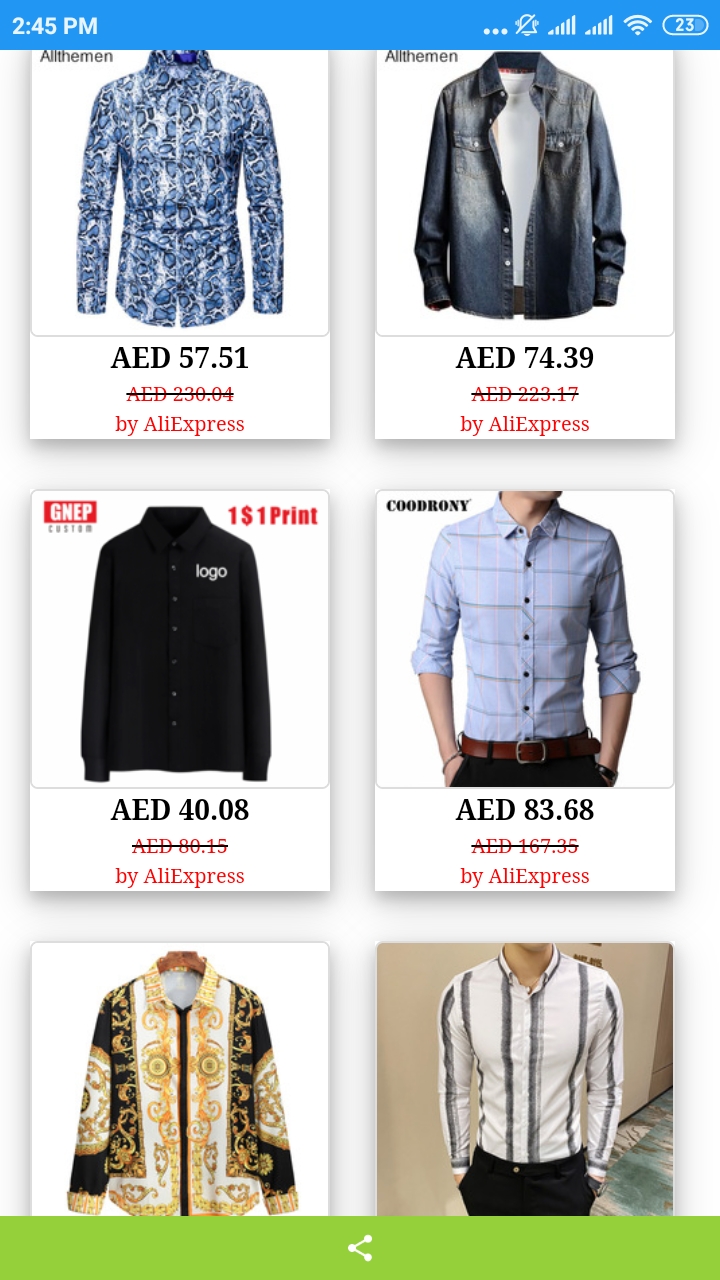 2:45 PM
23
Allthemen
Allthemen
AED 57.51
AED 230.04
by AliExpress
AED 74.39
AED 223.17
by AliExpress
GNEP
CUSTOM
1$1Print
logo
COODRONY
AED 40.08
AED 80.15
by AliExpress
AED 83.68
AED 167.35
by AliExpress